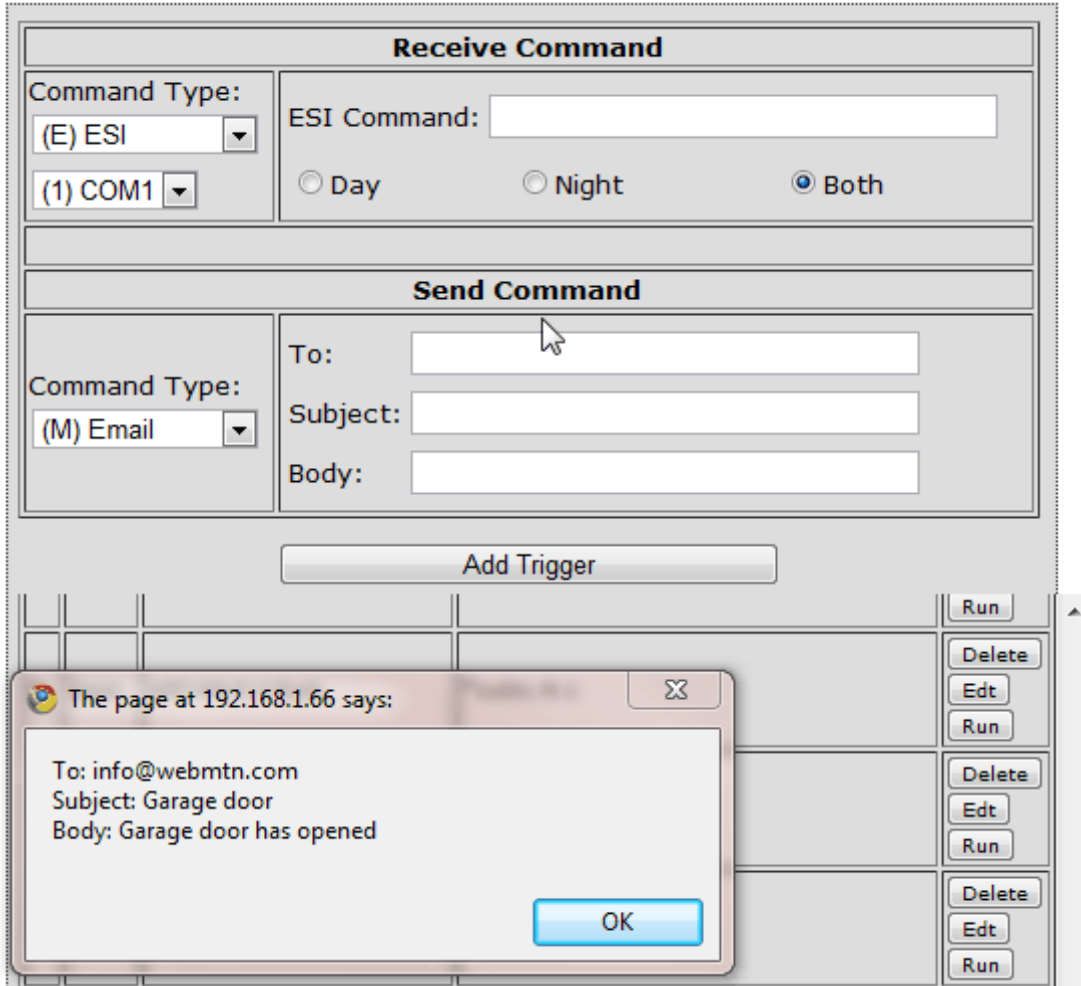 Receive Command
Command Type:
(E) ESI
(1) COM1
ESI Command:
Day Night Both
Send Command
Command Type:
(M) Email
To:
Subject:
Body:
Add Trigger
Run
Delete
Edt
Run
The page at 192.168.1.66 says:
To: info@webmtn.com
Subject: Garage door
Body: Garage door has opened
OK
Delete
Edt
Run
Delete
Edt
Run